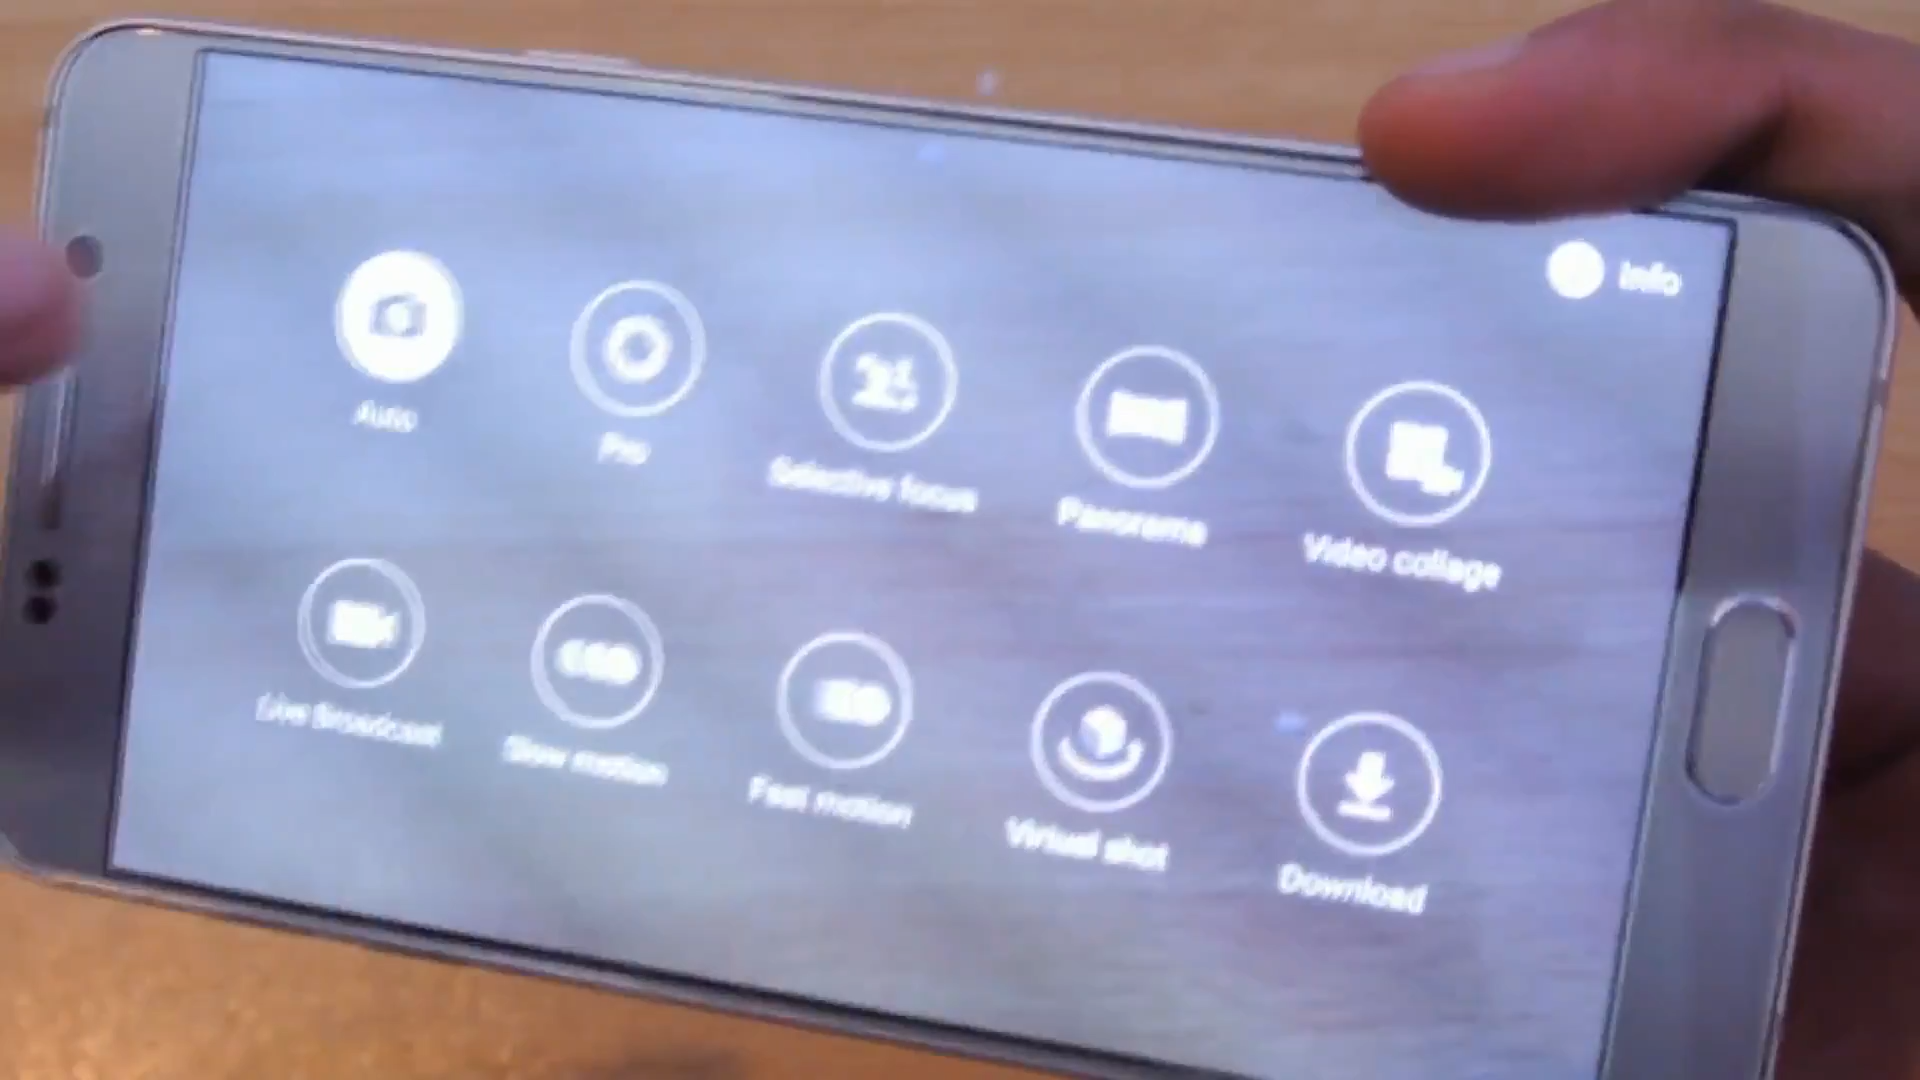 Info
Auto
Pro
Selective focus
Panorama
Video collage
Live Broadcast
Slow motion
Fast motion
Virtual shot
Download